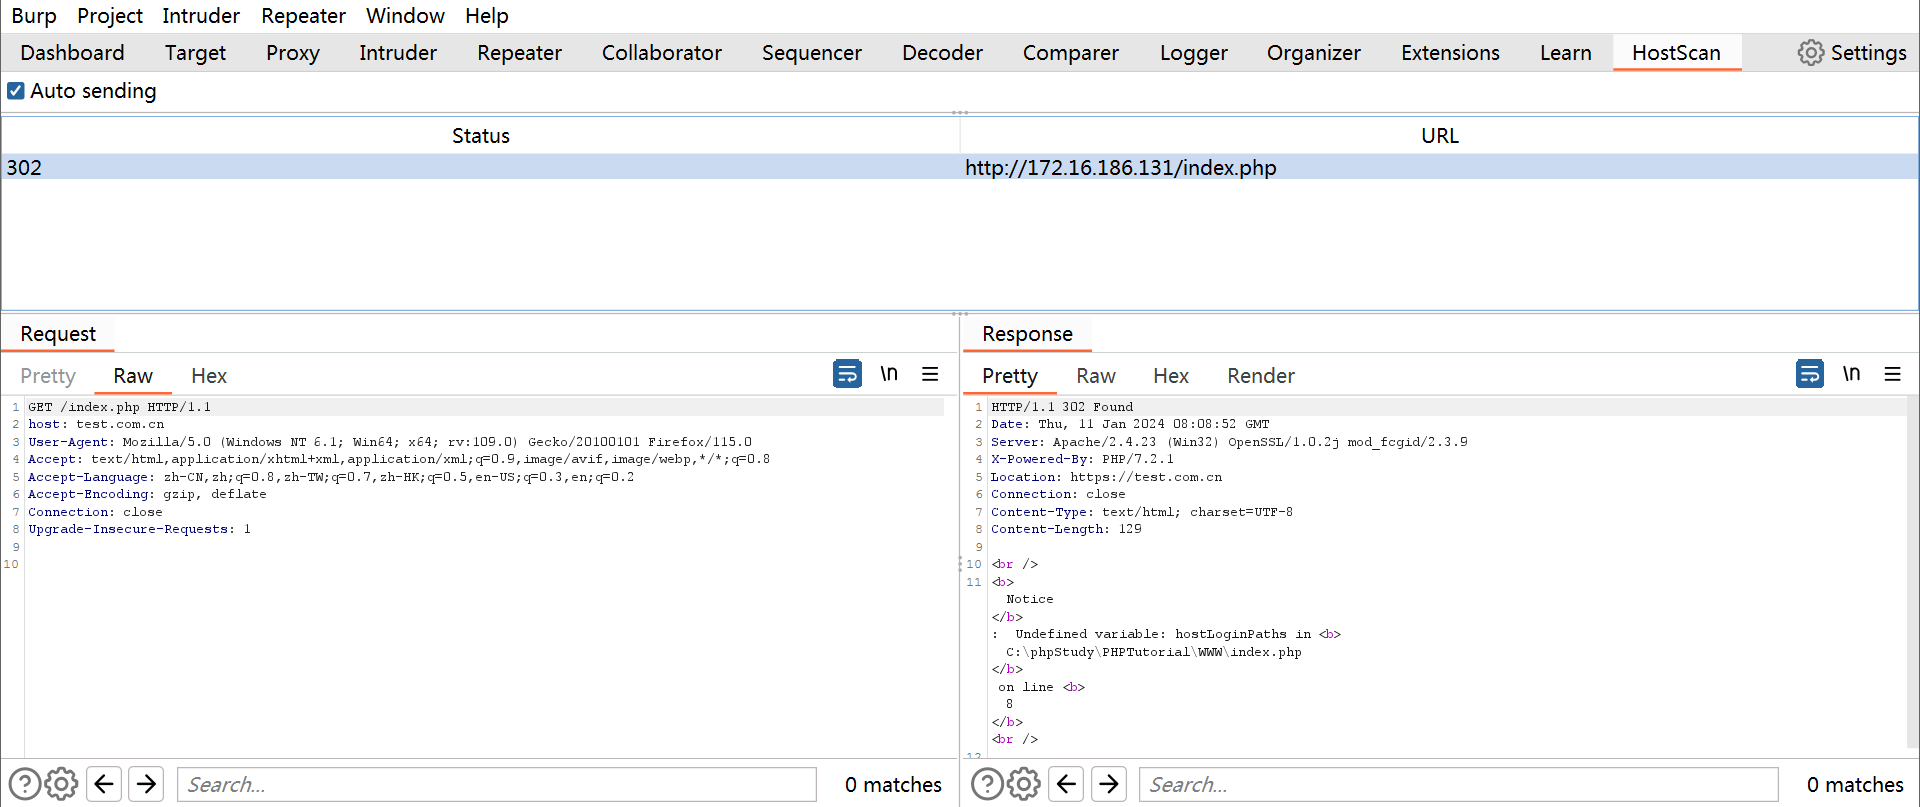 Burp Project Intruder Repeater Window Help
Dashboard Target Proxy Intruder Repeater Collaborator Sequencer Decoder Comparer Logger Organizer Extensions Learn HostScan Settings
Auto sending
Status URL
302 http://172.16.186.131/index.php
Request
Pretty Raw Hex \n
1 GET /index.php HTTP/1.1
2 host: test.com.cn
3 User-Agent: Mozilla/5.0 (Windows NT 6.1; Win64; x64; rv:109.0) Gecko/20100101 Firefox/115.0
4 Accept: text/html,application/xhtml+xml,application/xml;q=0.9,image/avif,image/webp,*/*;q=0.8
5 Accept-Language: zh-CN,zh;q=0.8,zh-TW;q=0.7,zh-HK;q=0.5,en-US;q=0.3,en;q=0.2
6 Accept-Encoding: gzip, deflate
7 Connection: close
8 Upgrade-Insecure-Requests: 1
9
10
Search...
0 matches
Response
Pretty Raw Hex Render \n
1 HTTP/1.1 302 Found
2 Date: Thu, 11 Jan 2024 08:08:52 GMT
3 Server: Apache/2.4.23 (Win32) OpenSSL/1.0.2j mod_fcgid/2.3.9
4 X-Powered-By: PHP/7.2.1
5 Location: https://test.com.cn
6 Connection: close
7 Content-Type: text/html; charset=UTF-8
8 Content-Length: 129
9
10 <br />
11 <b>
Notice
</b>
: Undefined variable: hostLoginPaths in <b>
C:\phpStudy\PHPTutorial\WWW\index.php
</b>
on line <b>
8
</b>
<br />
12
Search...
0 matches